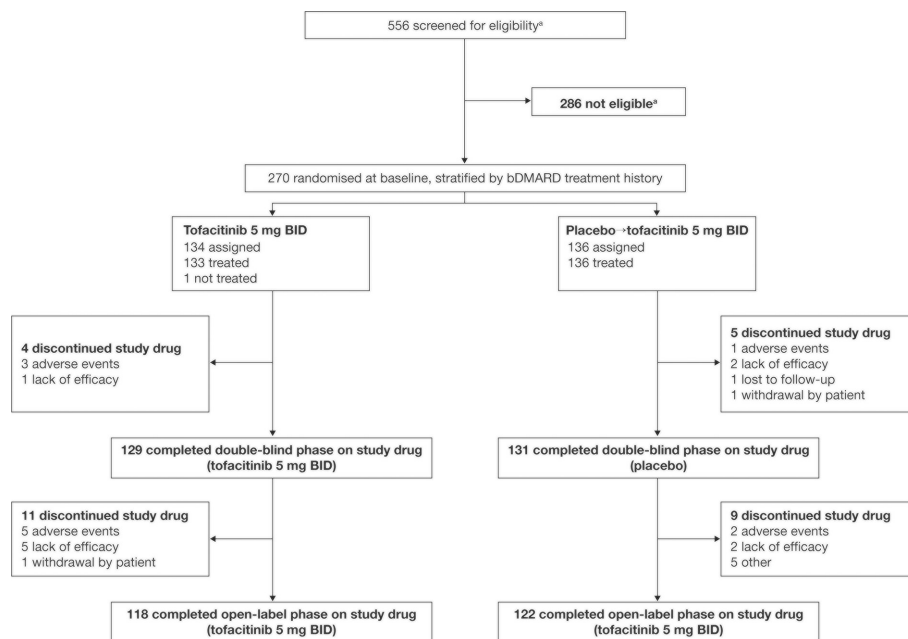 556 screened for eligibilityª
286 not eligibleª
270 randomised at baseline, stratified by bDMARD treatment history
Tofacitinib 5 mg BID
134 assigned
133 treated
1 not treated
Placebo→tofacitinib 5 mg BID
136 assigned
136 treated
4 discontinued study drug
3 adverse events
1 lack of efficacy
5 discontinued study drug
1 adverse events
2 lack of efficacy
1 lost to follow-up
1 withdrawal by patient
129 completed double-blind phase on study drug
(tofacitinib 5 mg BID)
131 completed double-blind phase on study drug
(placebo)
11 discontinued study drug
5 adverse events
5 lack of efficacy
1 withdrawal by patient
9 discontinued study drug
2 adverse events
2 lack of efficacy
5 other
118 completed open-label phase on study drug
(tofacitinib 5 mg BID)
122 completed open-label phase on study drug
(tofacitinib 5 mg BID)